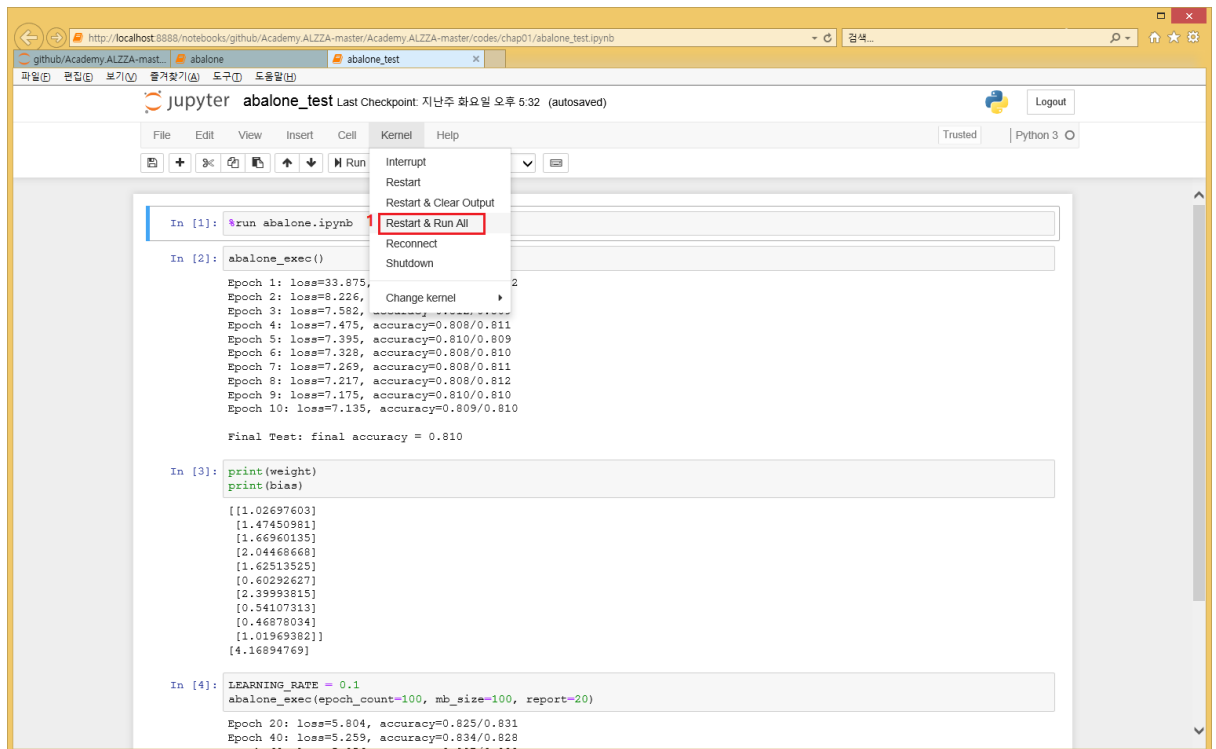 http://localhost:8888/notebooks/github/Academy.ALZZA-master/Academy.ALZZA-master/codes/chap01/abalone_test.ipynb 검색...
github/Academy.ALZZA-mast... abalone abalone_test
파일(F) 편집(E) 보기(V) 즐겨찾기(A) 도구(T) 도움말(H)
jupyter abalone_test Last Checkpoint: 지난주 화요일 오후 5:32 (autosaved) Logout
File Edit View Insert Cell Kernel Help Trusted Python 3
Run
Interrupt
Restart
Restart & Clear Output
1 Restart & Run All
Reconnect
Shutdown
Change kernel
In [1]: %run abalone.ipynb
In [2]: abalone_exec()
Epoch 1: loss=33.875, 2
Epoch 2: loss=8.226,
Epoch 3: loss=7.582,
Epoch 4: loss=7.475, accuracy=0.808/0.811
Epoch 5: loss=7.395, accuracy=0.810/0.809
Epoch 6: loss=7.328, accuracy=0.808/0.810
Epoch 7: loss=7.269, accuracy=0.808/0.811
Epoch 8: loss=7.217, accuracy=0.808/0.812
Epoch 9: loss=7.175, accuracy=0.810/0.810
Epoch 10: loss=7.135, accuracy=0.809/0.810
Final Test: final accuracy = 0.810
In [3]: print(weight)
print(bias)
[[1.02697603]
[1.47450981]
[1.66960135]
[2.04468668]
[1.62513525]
[0.60292627]
[2.39993815]
[0.54107313]
[0.46878034]
[1.01969382]]
[4.16894769]
In [4]: LEARNING_RATE = 0.1
abalone_exec(epoch_count=100, mb_size=100, report=20)
Epoch 20: loss=5.804, accuracy=0.825/0.831
Epoch 40: loss=5.259, accuracy=0.834/0.828